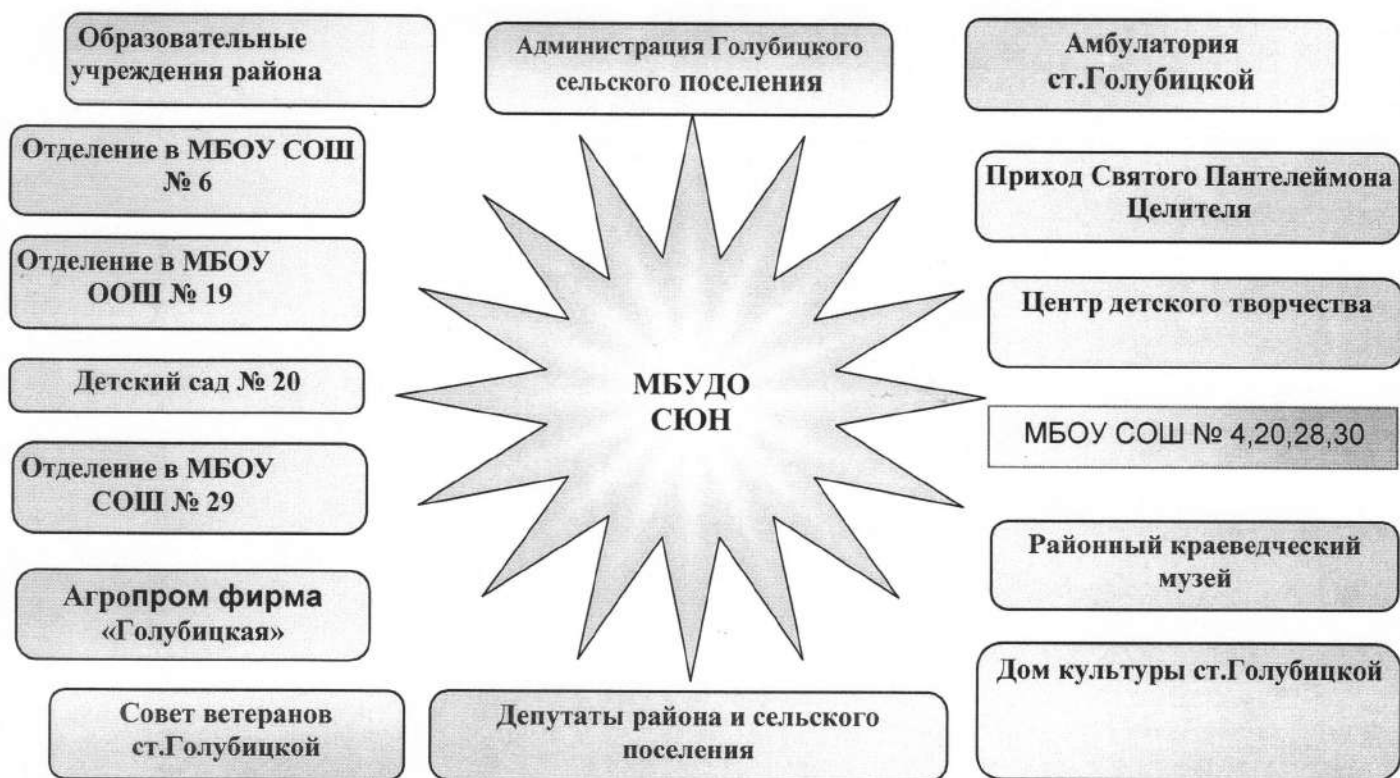 Образовательные
учреждения района
Администрация Голубицкого
сельского поселения
Амбулатория
ст.Голубицкой
Отделение в МБОУ СОШ
№ 6
Приход Святого Пантелеймона
Целителя
Отделение в МБОУ
ООШ № 19
Центр детского творчества
Детский сад № 20
МБУДО
СЮН
МБОУ СОШ № 4,20,28,30
Отделение в МБОУ
СОШ № 29
Районный краеведческий
музей
Агропром фирма
«Голубицкая»
Дом культуры ст.Голубицкой
Совет ветеранов
ст.Голубицкой
Депутаты района и сельского
поселения